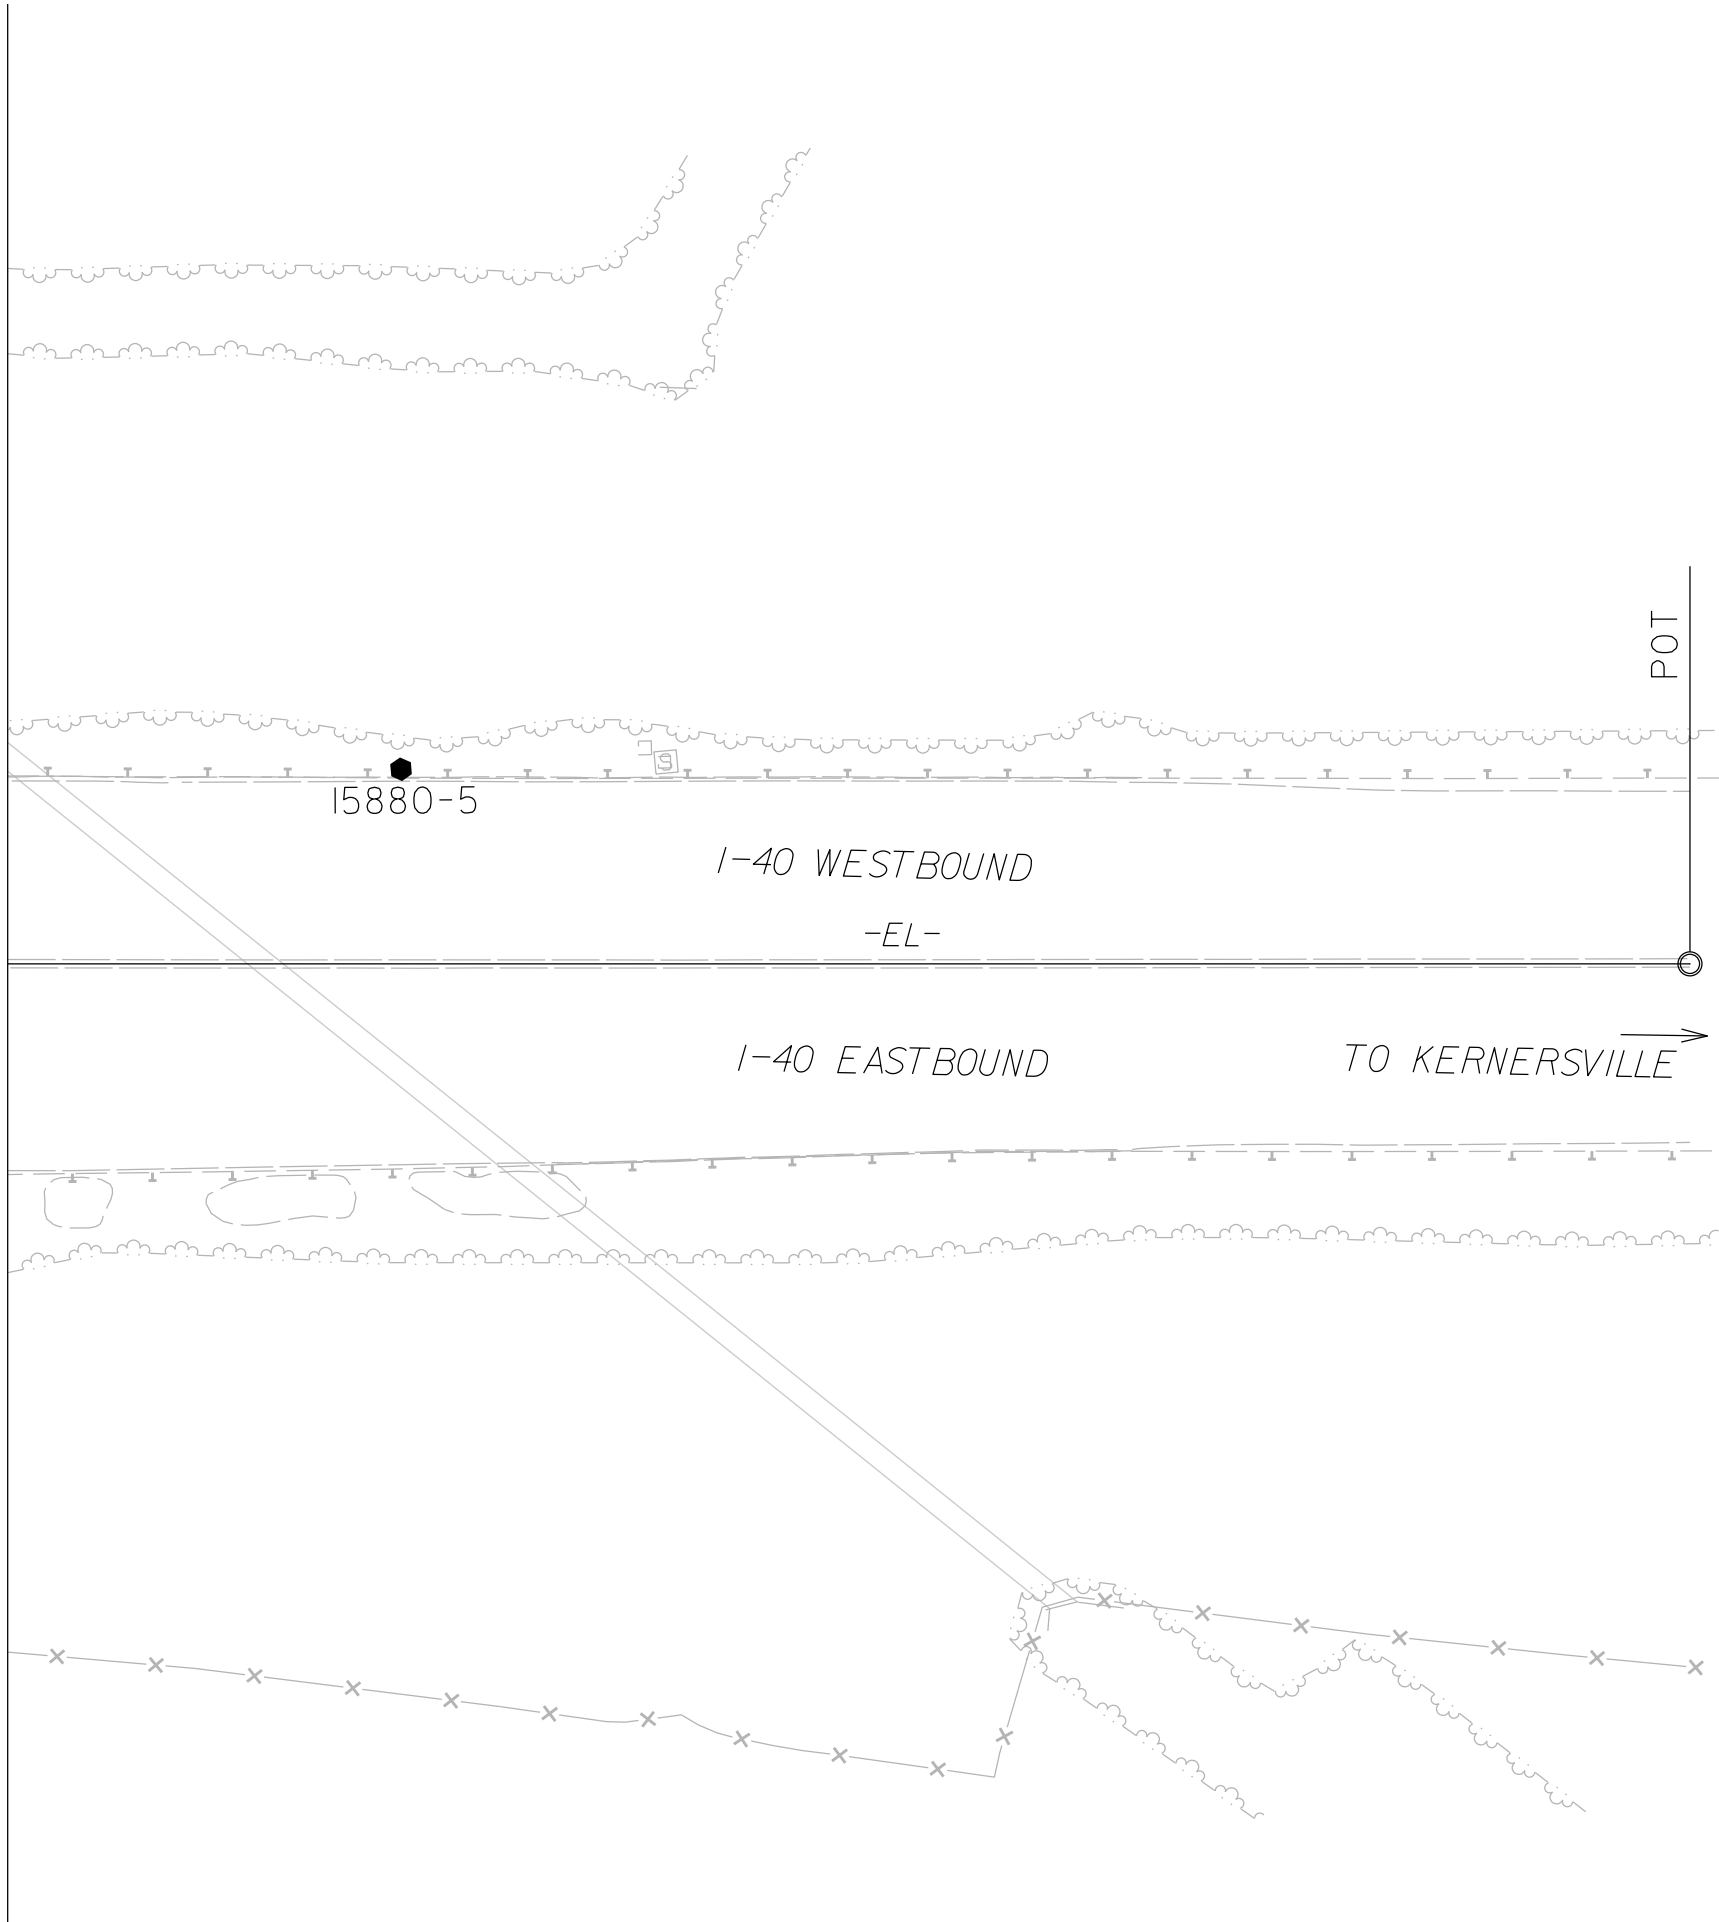 POT
S
15880-5
I-40 WESTBOUND
-EL-
I-40 EASTBOUND
TO KERNERSVILLE